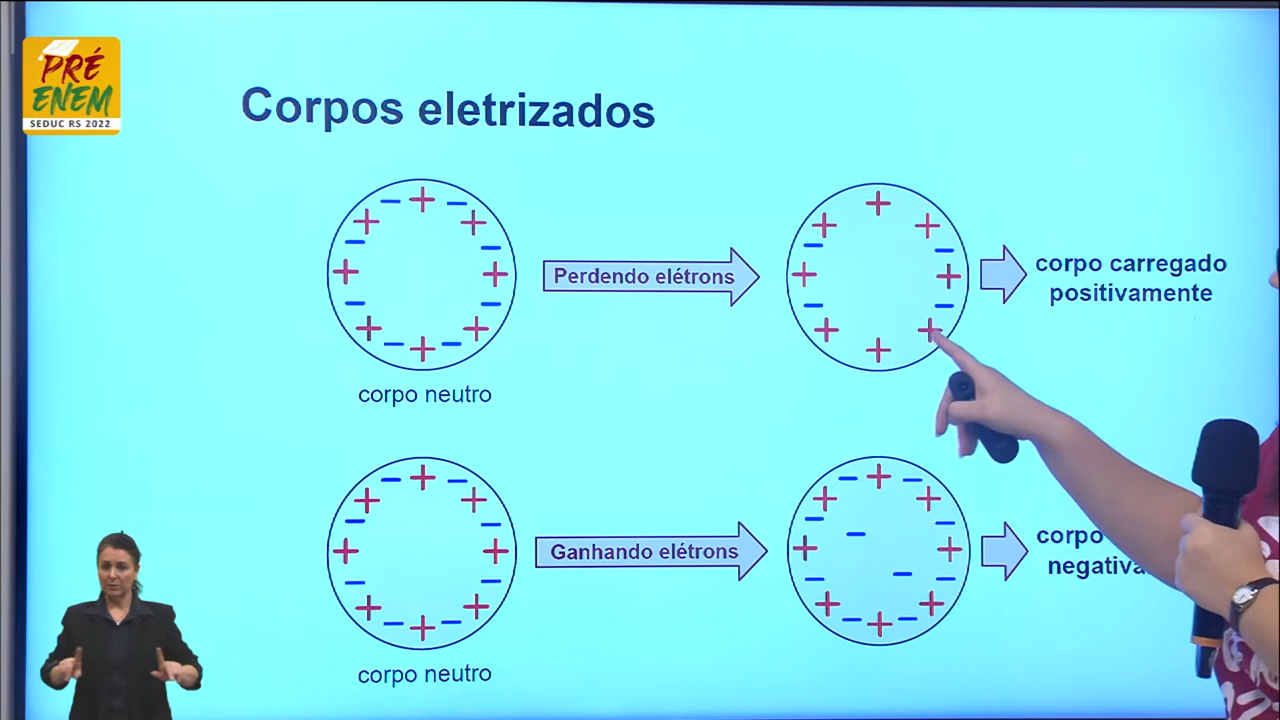 PRÉ
ENEM
SEDUC RS 2022
Corpos eletrizados
Perdendo elétrons
corpo carregado
positivamente
corpo neutro
Ganhando elétrons
corpo
corpo neutro